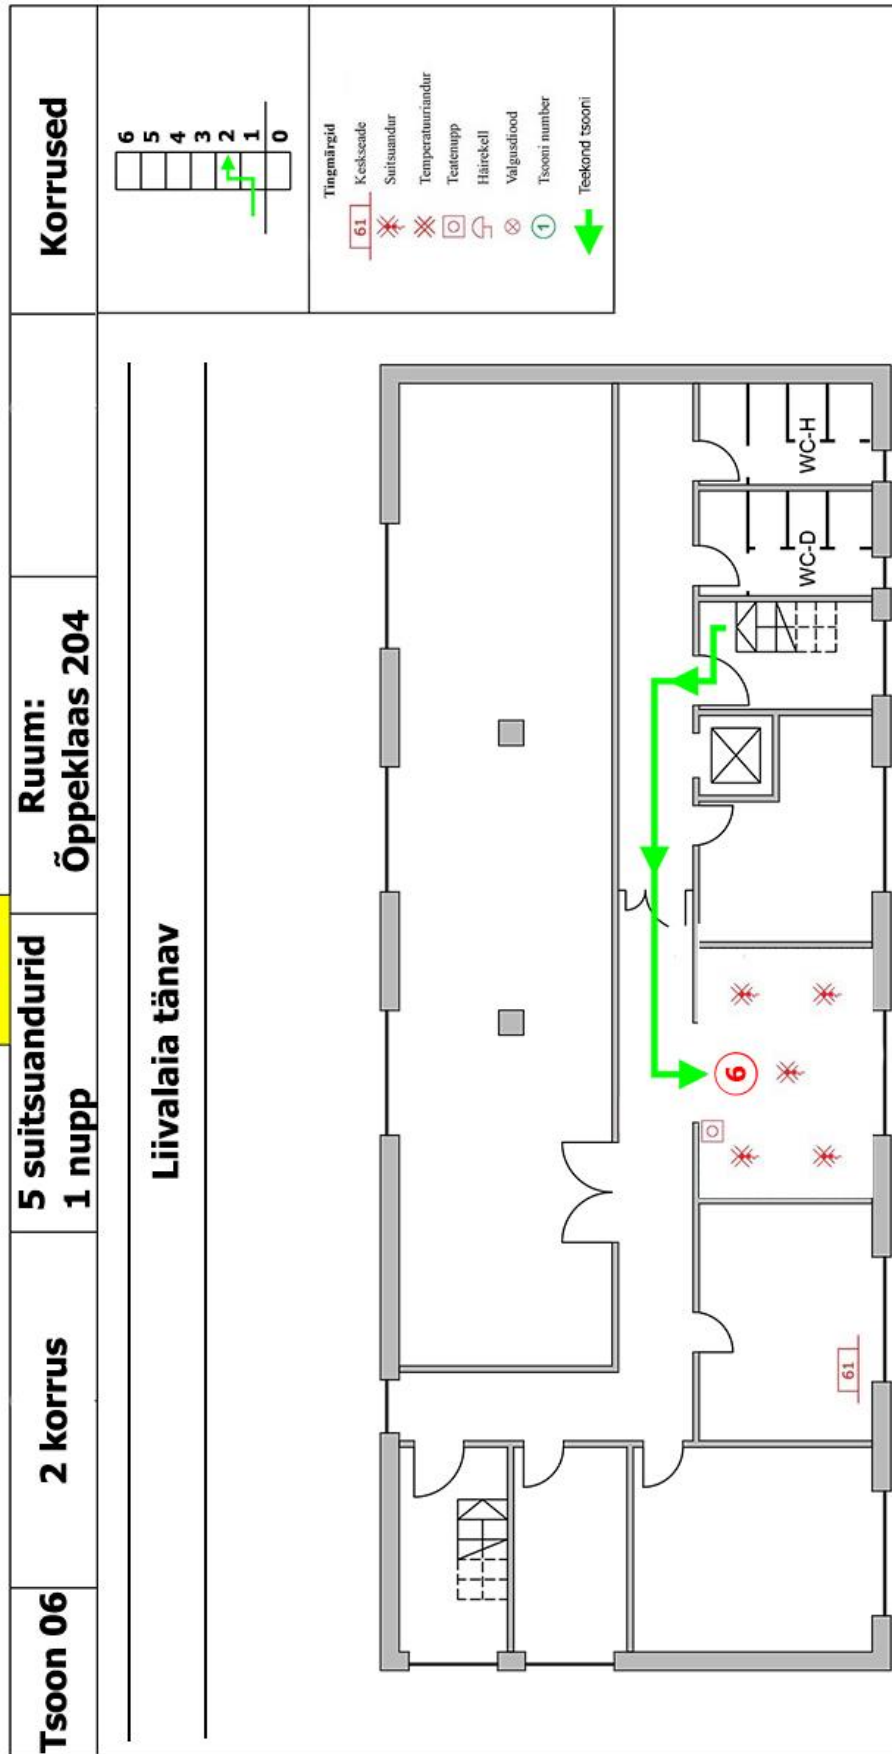 Tsoon 06
2 korrus
5 suitsuandurid
1 nupp
Ruum:
Õppeklaas 204
Korrused
6
5
4
3
2
1
0
Tingmärgid
61 Keskseade
Suitsuandur
Temperatuuriandur
Teatenupp
Häirekell
Valgusdiood
1 Tsooni number
Teekond tsooni
Liivalaia tänav
WC-H
WC-D
6
61